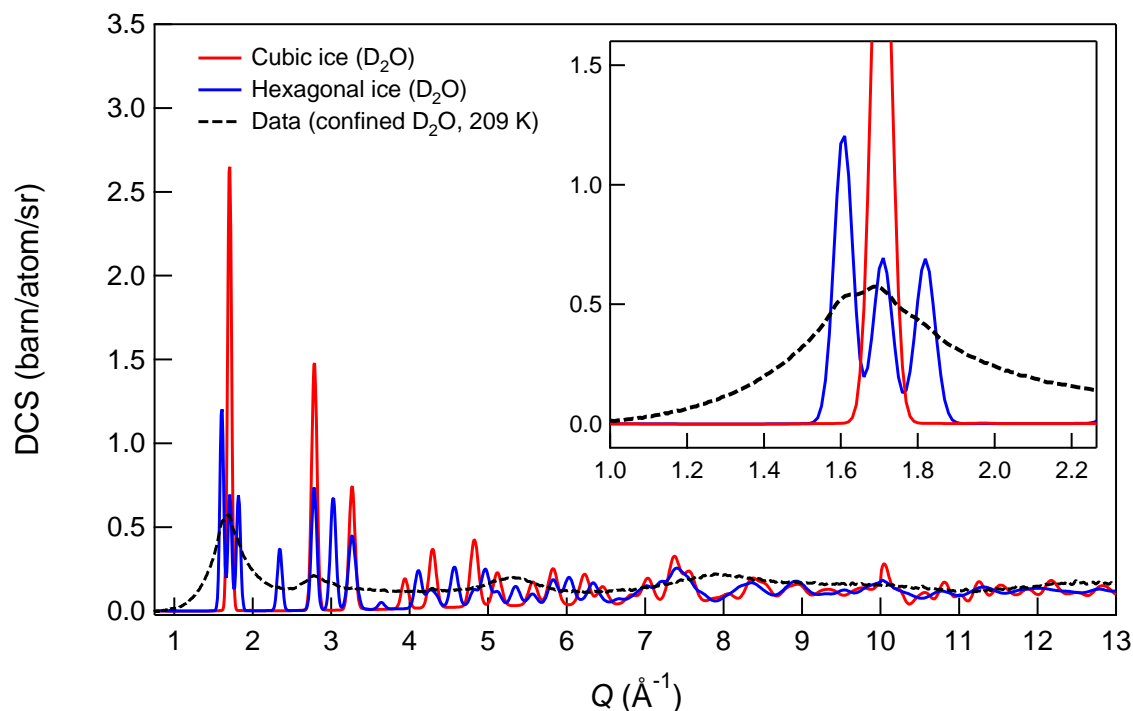 3.5
3.0
2.5
2.0
1.5
1.0
0.5
0.0
DCS (barn/atom/sr)
Cubic ice (D₂O)
Hexagonal ice (D₂O)
Data (confined D₂O, 209 K)
1.5
1.0
0.5
0.0
1.0 1.2 1.4 1.6 1.8 2.0 2.2
1 2 3 4 5 6 7 8 9 10 11 12 13
Q (Å⁻¹)